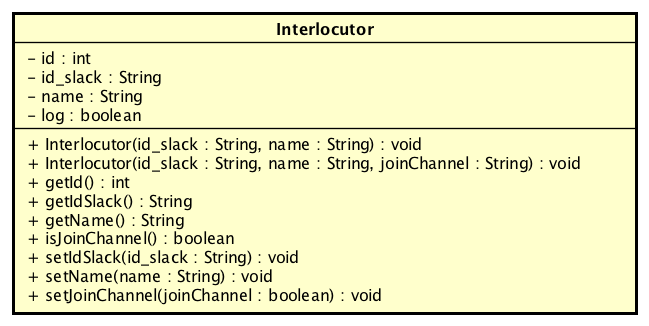 Interlocutor
- id : int
- id_slack : String
- name : String
- log : boolean
+ Interlocutor(id_slack : String, name : String) : void
+ Interlocutor(id_slack : String, name : String, joinChannel : String) : void
+ getId() : int
+ getIdSlack() : String
+ getName() : String
+ isJoinChannel() : boolean
+ setIdSlack(id_slack : String) : void
+ setName(name : String) : void
+ setJoinChannel(joinChannel : boolean) : void